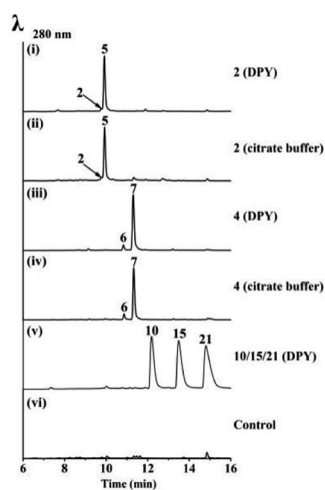 λ
280 nm
(i)
5
2
2 (DPY)
(ii)
5
2
2 (citrate buffer)
(iii)
7
6
4 (DPY)
(iv)
7
6
4 (citrate buffer)
(v)
10 15 21
10/15/21 (DPY)
(vi)
Control
6 8 10 12 14 16
Time (min)